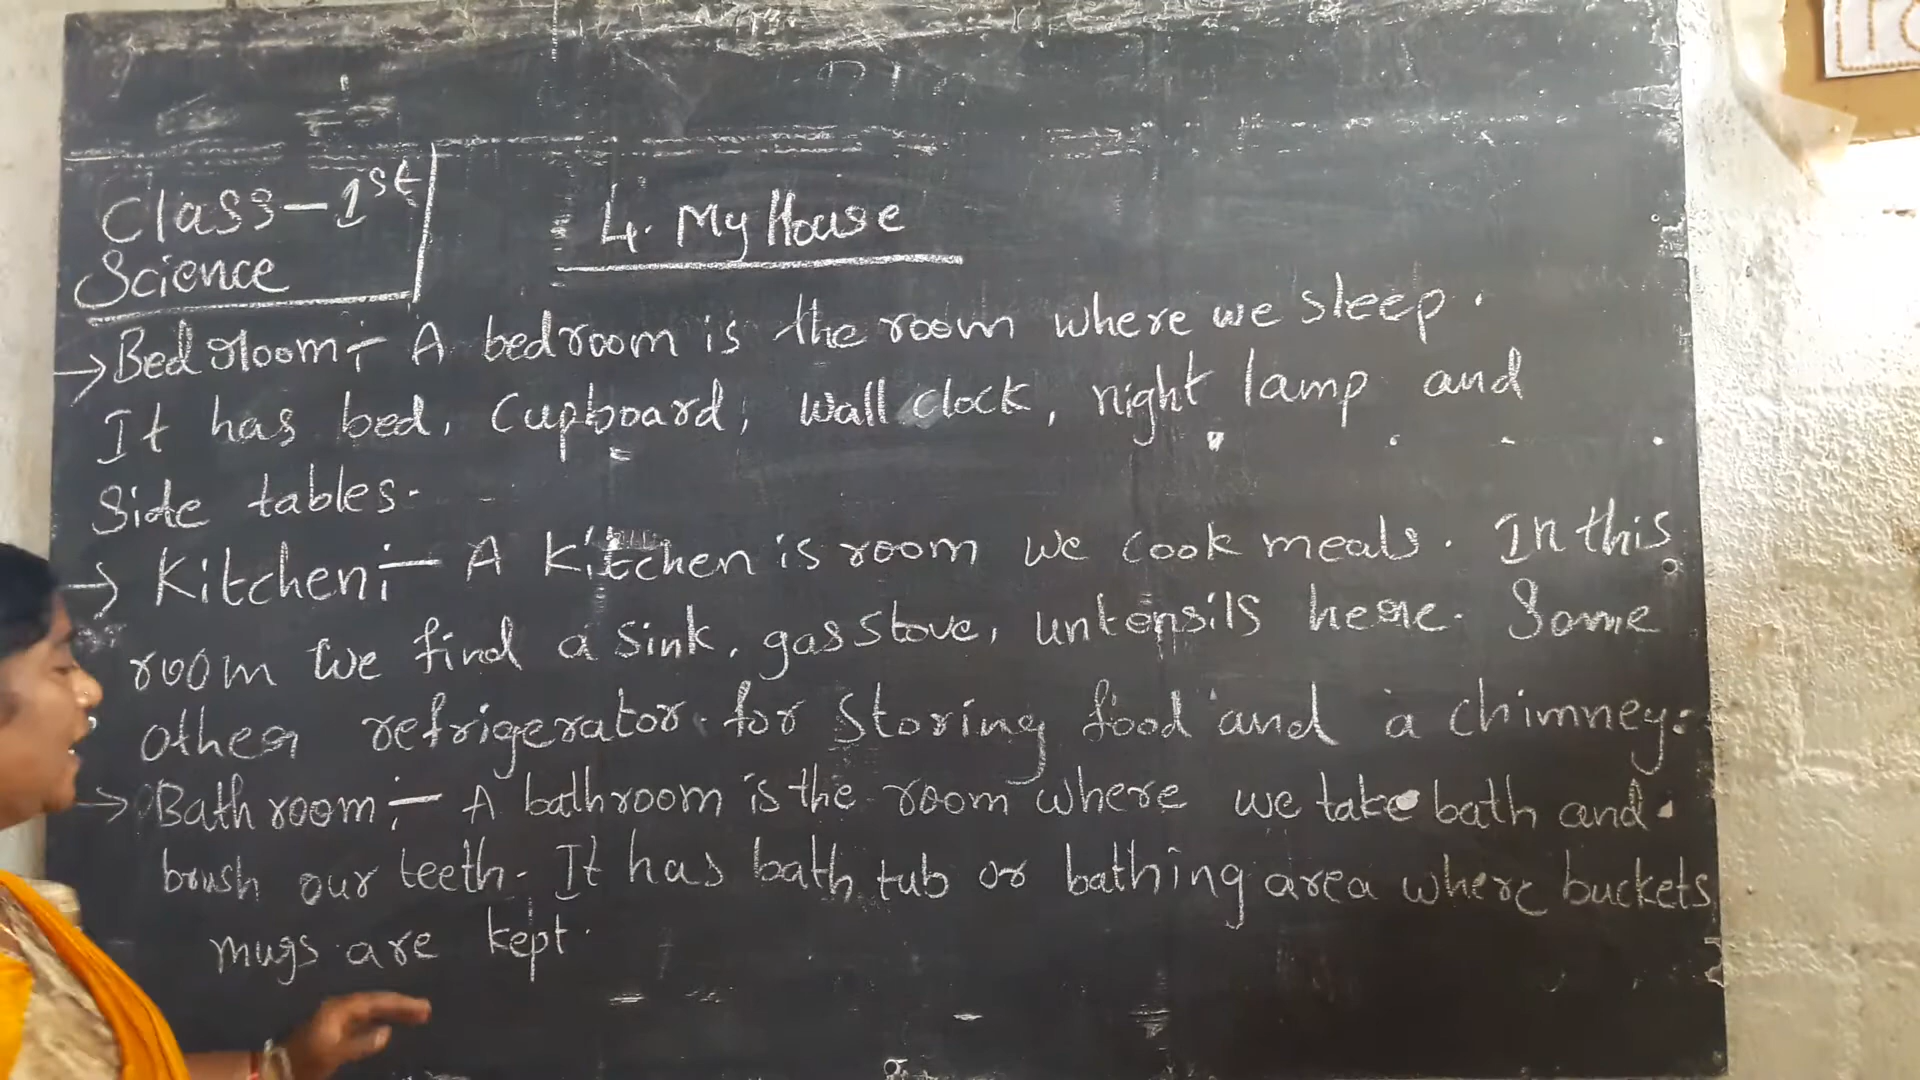 Class-1st
Science
4. My House
→ Bed room:- A bedroom is the room where we sleep.
It has bed, Cupboard, wall clock, night lamp and
Side tables.
→ Kitchen:- A Kitchen is room we cook meals. In this
room we find a sink, gas stove, untensils here. Some
other refrigerator for Storing food and a chimney.
→ Bath room:- A bathroom is the room where we take bath and
brush our teeth. It has bath tub or bathing area where buckets
mugs are kept.